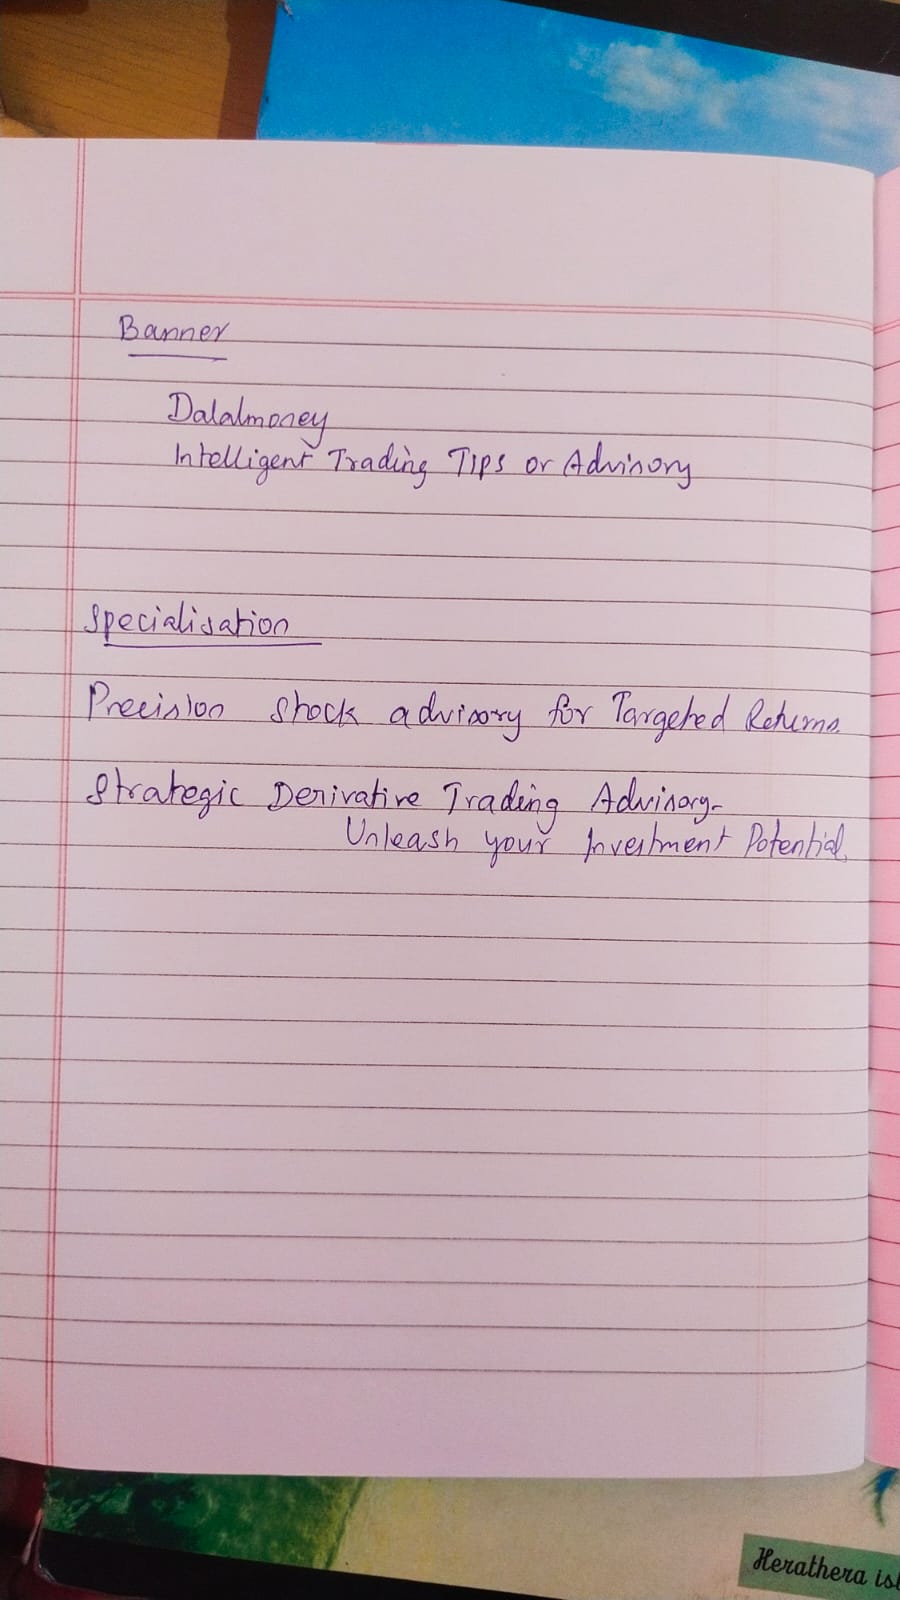 Banner
Dalalmoney
Intelligent Trading Tips or Advisory
Specialisation
Precision Stock advisory for Targeted Returns.
Strategic Derivative Trading Advisory-
Unleash your Investment Potential.
Herathera isl